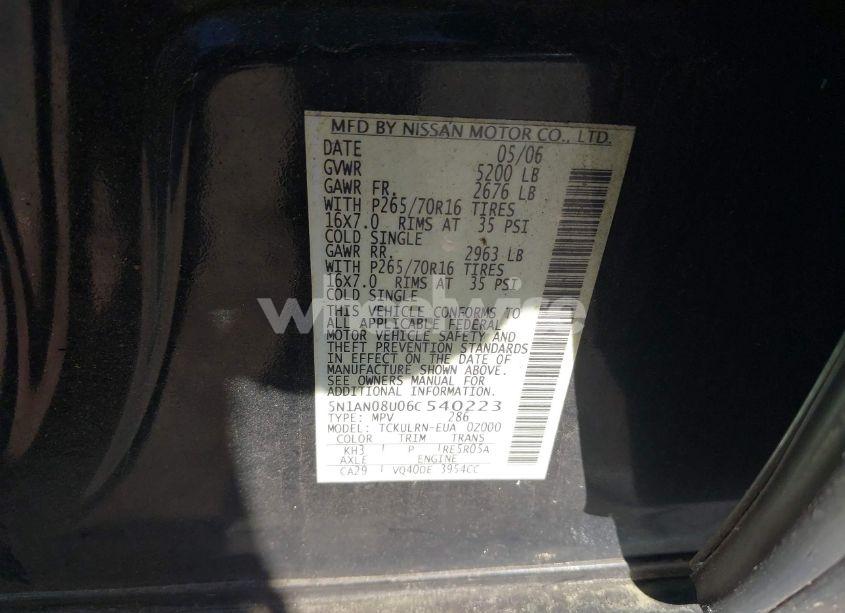 MFD BY NISSAN MOTOR CO., LTD.
DATE 05/06
GVWR 5200 LB
GAWR FR. 2676 LB
WITH P265/70R16 TIRES
16X7.0 RIMS AT 35 PSI
COLD SINGLE
GAWR RR. 2963 LB
WITH P265/70R16 TIRES
16X7.0 RIMS AT 35 PSI
COLD SINGLE
THIS VEHICLE CONFORMS TO
ALL APPLICABLE FEDERAL
MOTOR VEHICLE SAFETY AND
THEFT PREVENTION STANDARDS
IN EFFECT ON THE DATE OF
MANUFACTURE SHOWN ABOVE.
SEE OWNERS MANUAL FOR
ADDITIONAL INFORMATION.
5N1AN08U06C540223
TYPE: MPV 286
MODEL: TCKULRN-EUA 0Z000
COLOR TRIM TRANS
KH3 P RE5R05A
AXLE ENGINE
CA29 VQ40DE 3954CC